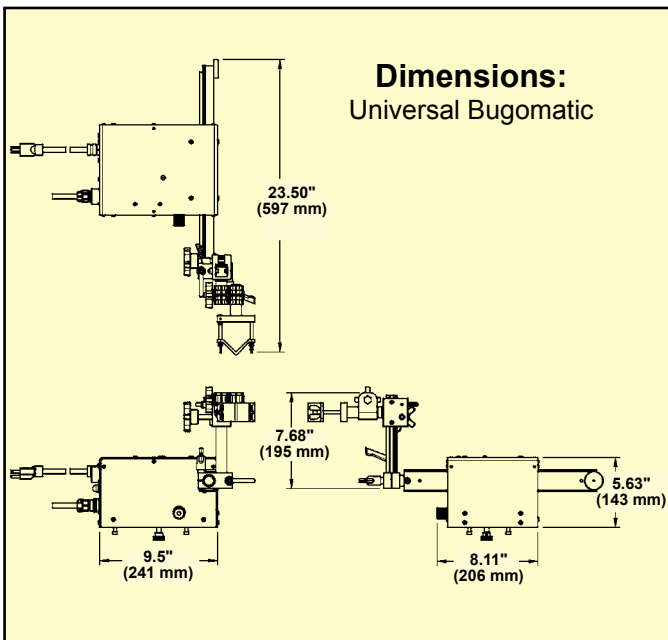 Dimensions:
Universal Bugomatic
23.50"
(597 mm)
7.68"
(195 mm)
5.63"
(143 mm)
9.5"
(241 mm)
8.11"
(206 mm)